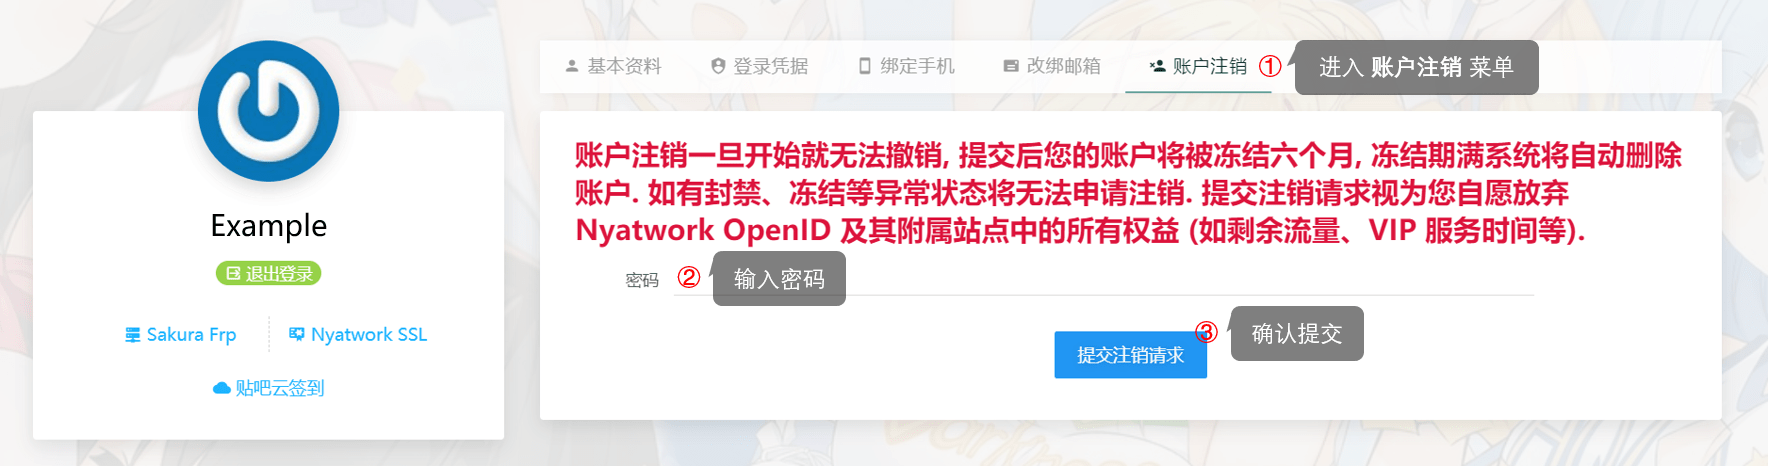 基本资料 登录凭据 绑定手机 改绑邮箱 账户注销 ① 进入 账户注销 菜单
Example
退出登录
Sakura Frp Nyatwork SSL
贴吧云签到
账户注销一旦开始就无法撤销, 提交后您的账户将被冻结六个月, 冻结期满系统将自动删除
账户. 如有封禁、冻结等异常状态将无法申请注销. 提交注销请求视为您自愿放弃
Nyatwork OpenID 及其附属站点中的所有权益 (如剩余流量、VIP 服务时间等).
密码 ② 输入密码
提交注销请求 ③ 确认提交